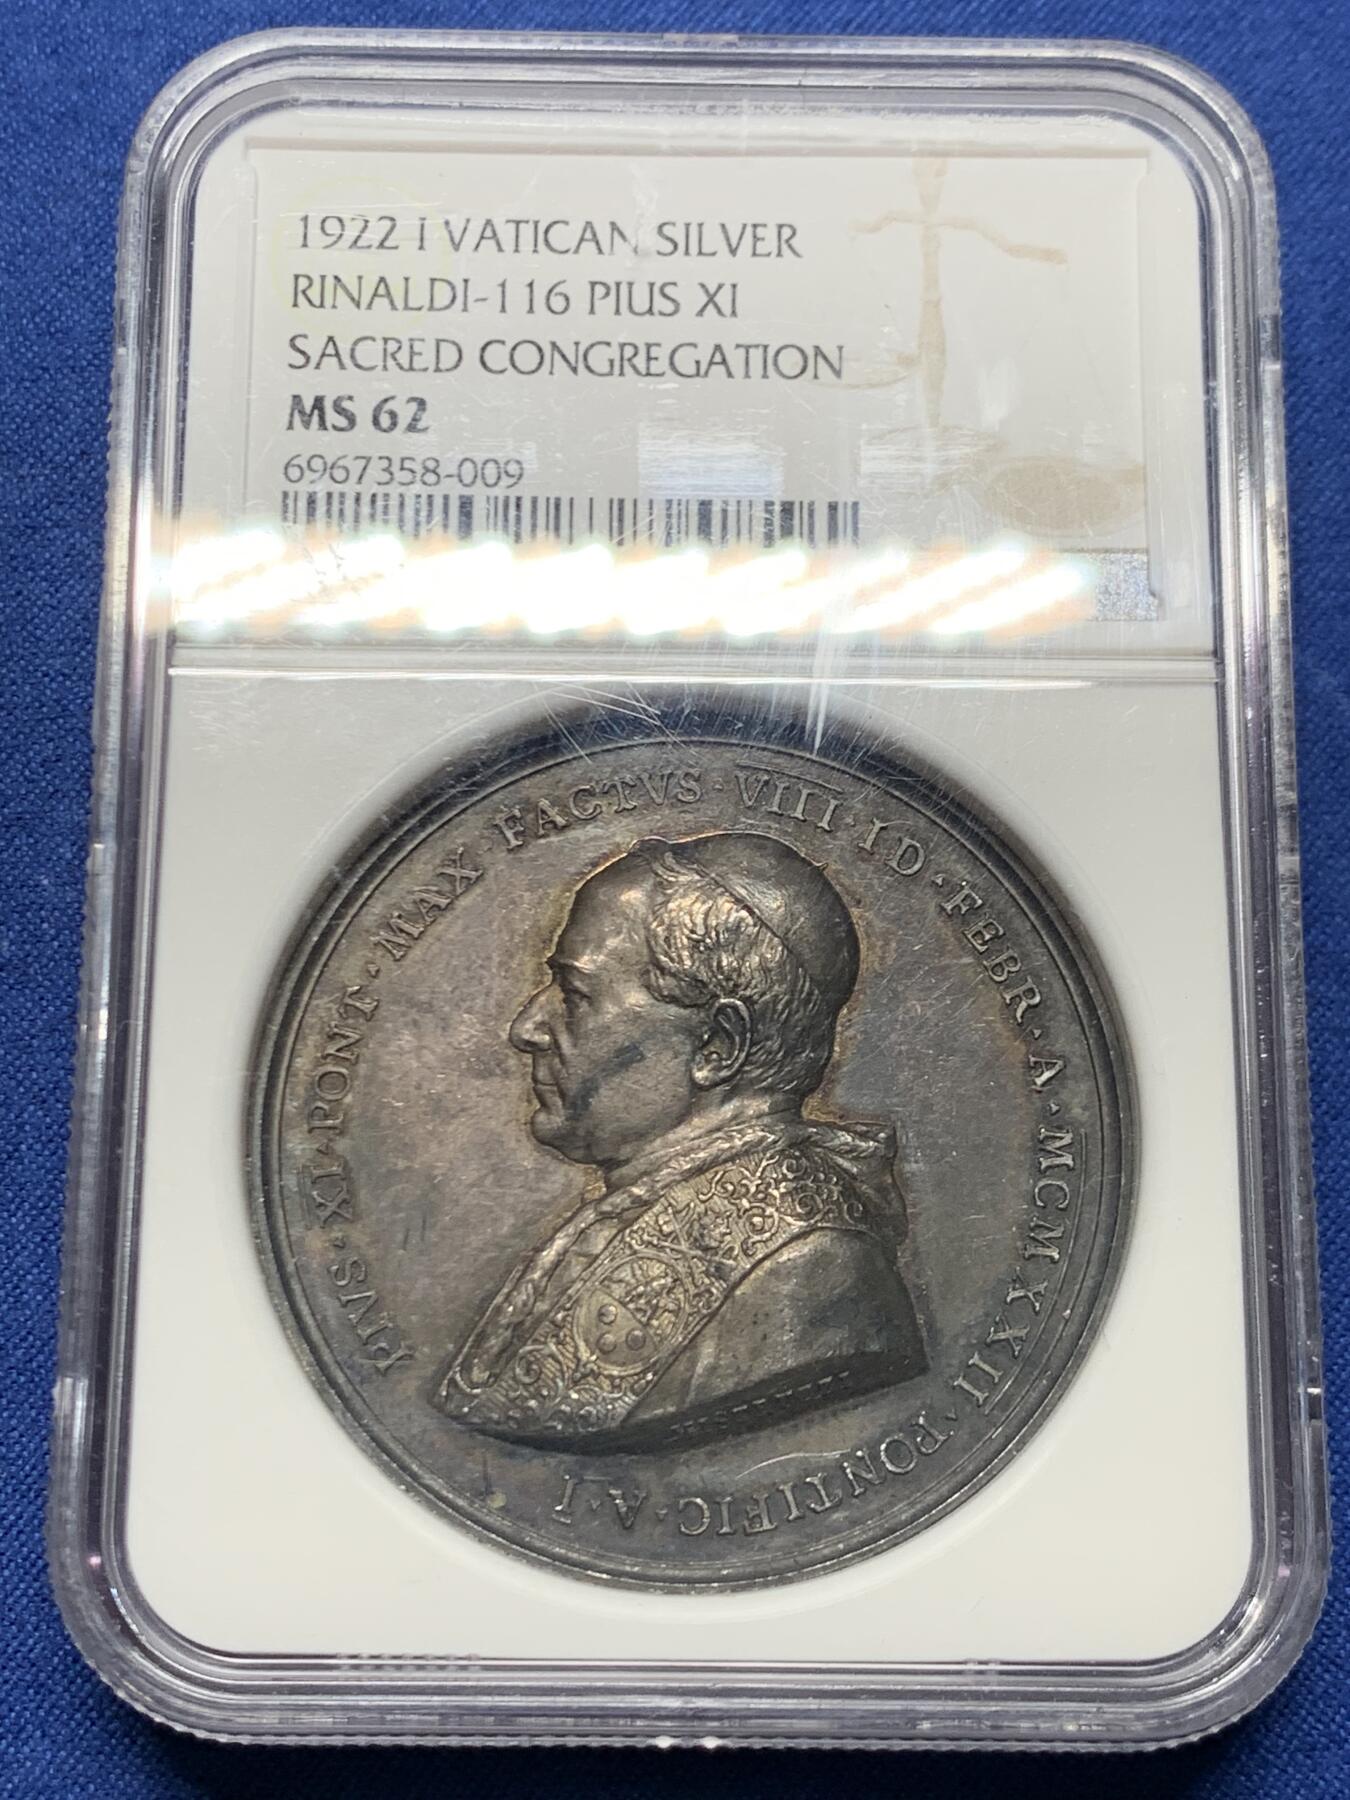 1922 I VATICAN SILVER
RINALDI-116 PIUS XI
SACRED CONGREGATION
MS 62
6967358-009
PIVS · XI · PONT · MAX · FACTVS · VIII · ID · FEBR · A · MCMXXII · PONTIFIC · A · I